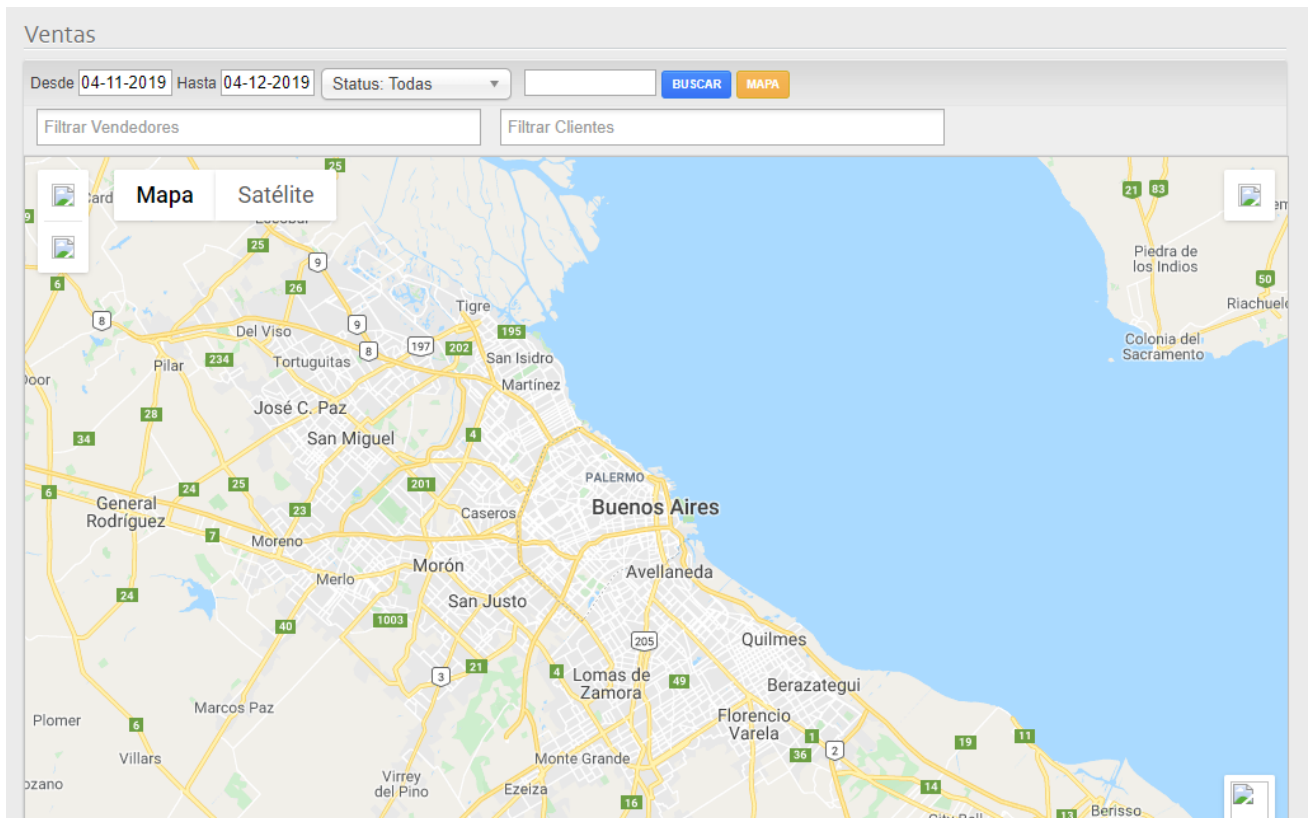 Ventas
Desde 04-11-2019 Hasta 04-12-2019 Status: Todas BUSCAR MAPA
Filtrar Vendedores Filtrar Clientes
25
Mapa Satélite
21 83
9
25
9
Piedra de
los Indios
6
26
50
Tigre
Riachuelo
8
9
Del Viso
195
197
202
8
Colonia del
Sacramento
234
Pilar
Tortuguitas
San Isidro
Martínez
José C. Paz
28
34
San Miguel
4
PALERMO
201
24
25
6
General
Rodríguez
23
Caseros
Buenos Aires
7
Moreno
Morón
Avellaneda
Merlo
24
San Justo
1003
40
205
Quilmes
21
4
3
Lomas de
Zamora
49
Berazategui
Marcos Paz
Florencio
Varela
Plomer
6
1
11
19
36
2
Villars
Monte Grande
Virrey
del Pino
Ezeiza
14
16
13
Berisso